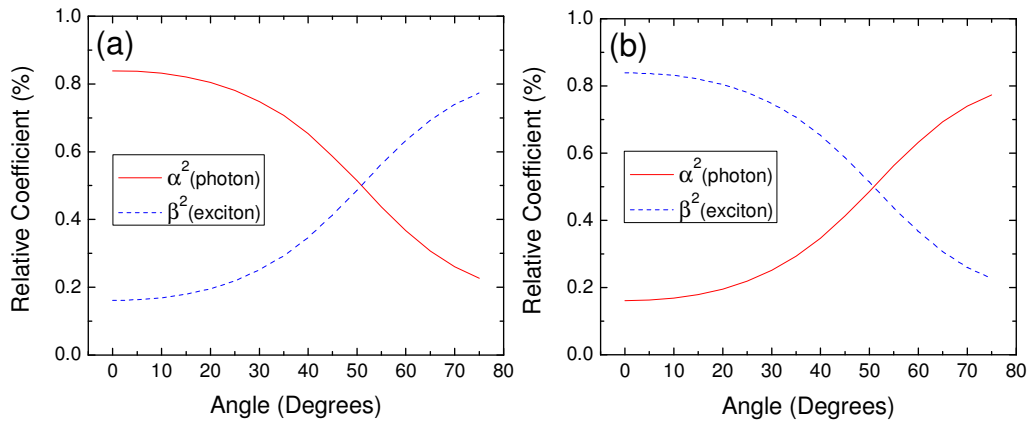 (a)
Relative Coefficient (%)
1.0
0.8
0.6
0.4
0.2
0.0
α²(photon)
β²(exciton)
0 10 20 30 40 50 60 70 80
Angle (Degrees)
(b)
Relative Coefficient (%)
1.0
0.8
0.6
0.4
0.2
0.0
α²(photon)
β²(exciton)
0 10 20 30 40 50 60 70 80
Angle (Degrees)